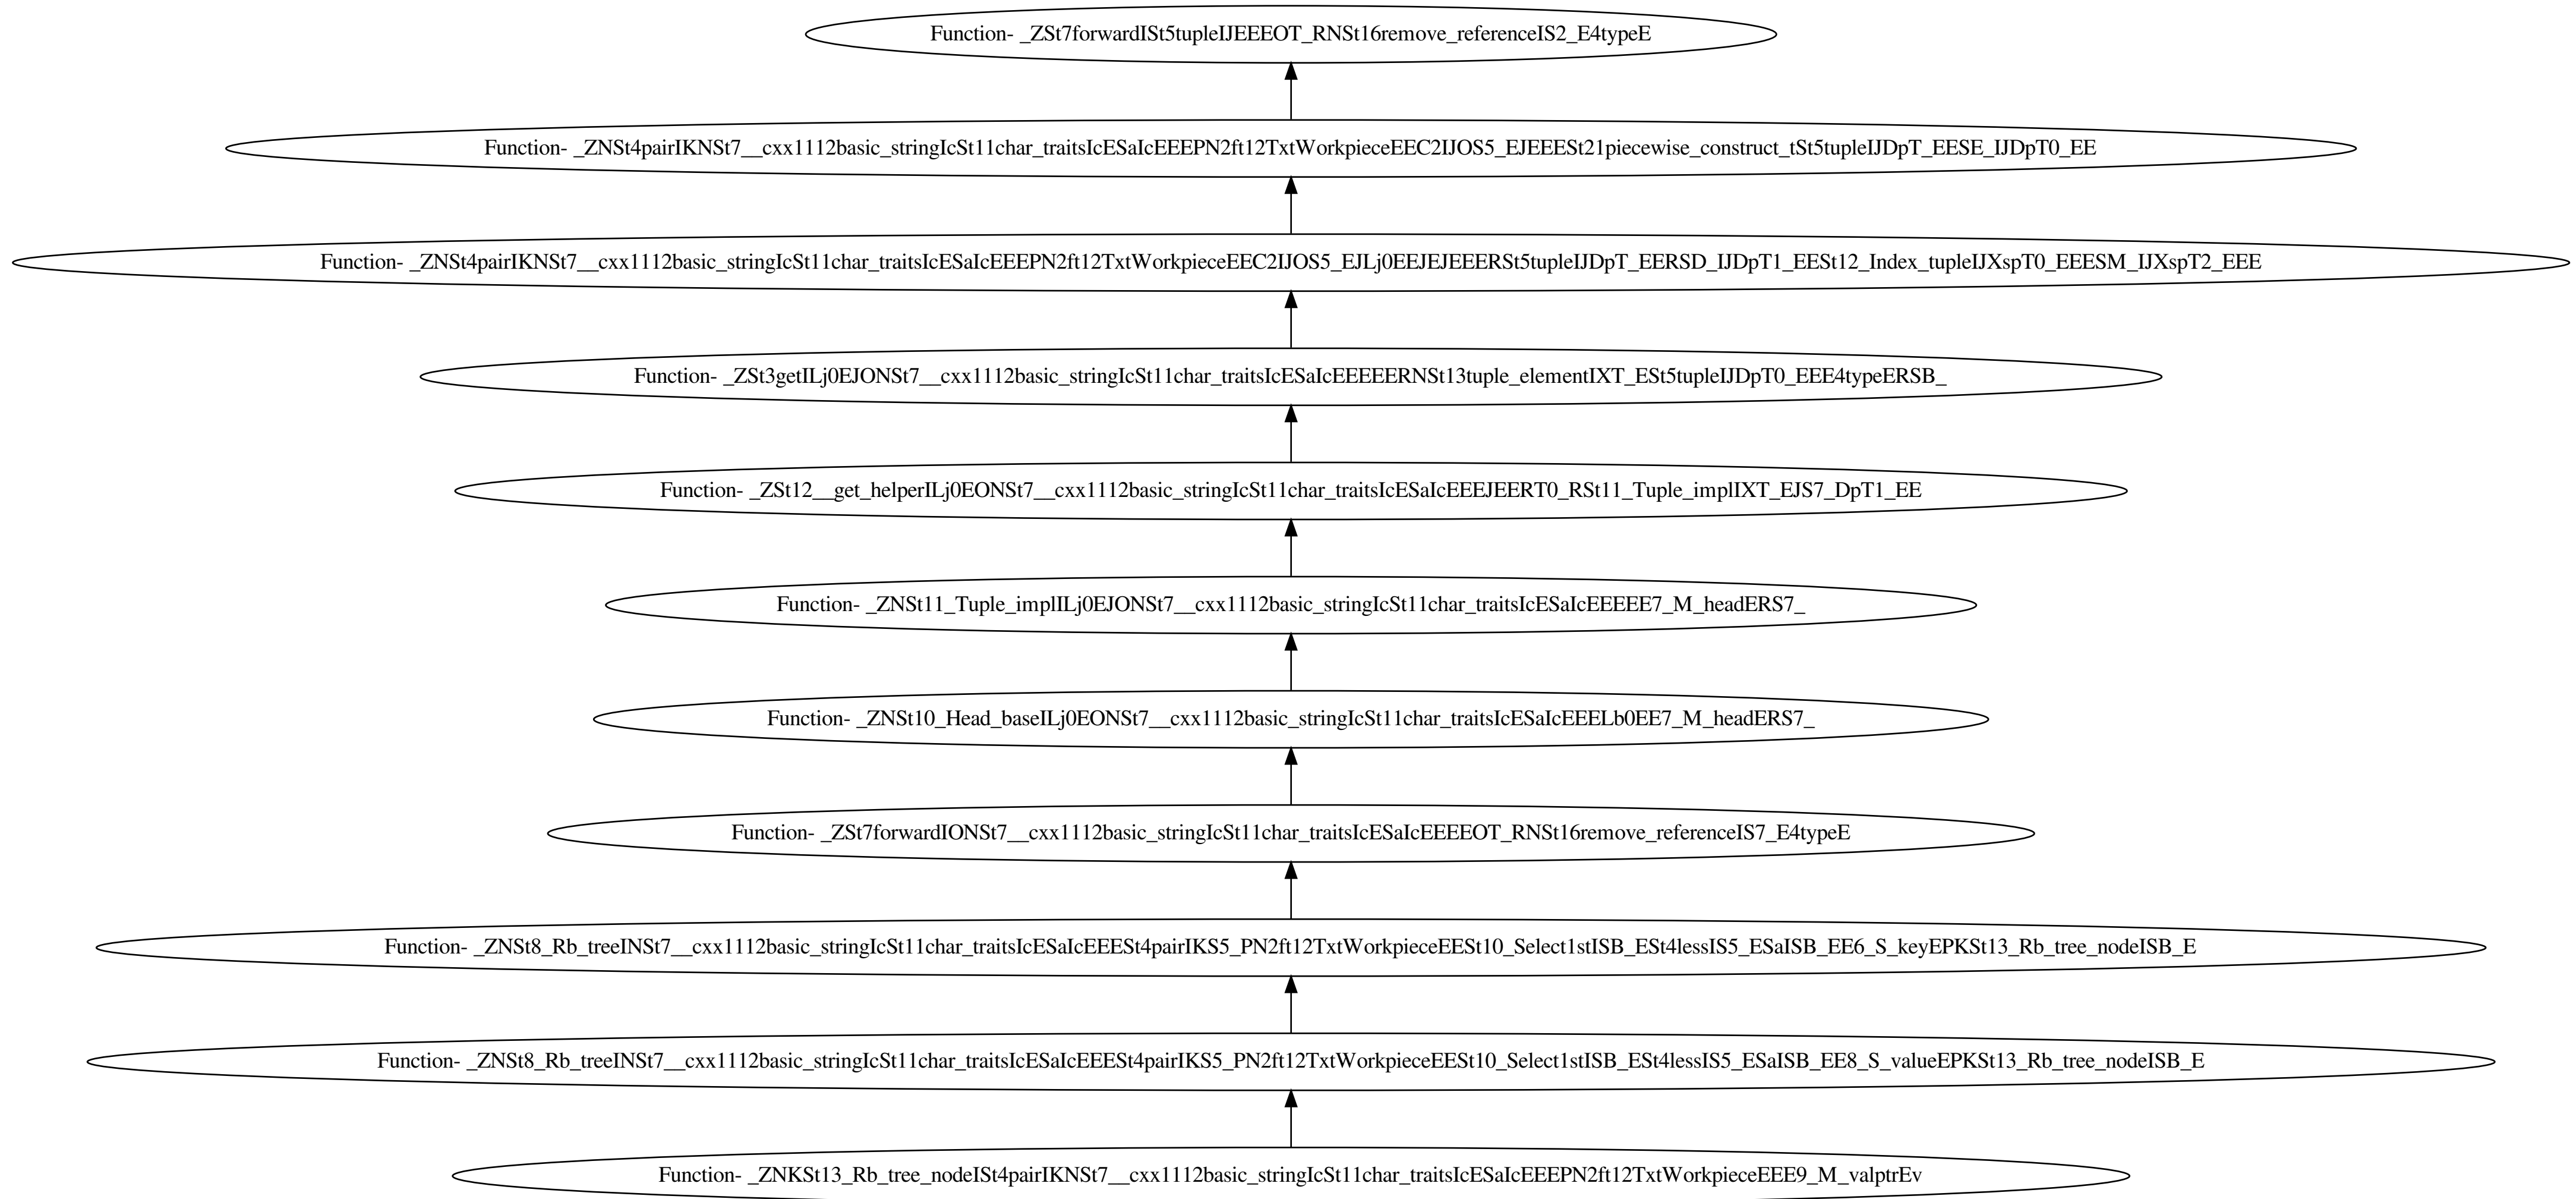 Function- _ZSt7forwardISt5tupleIJEEEOT_RNSt16remove_referenceIS2_E4typeE
Function- _ZNSt4pairIKNSt7__cxx1112basic_stringIcSt11char_traitsIcESaIcEEEPN2ft12TxtWorkpieceEEC2IJOS5_EJEEESt21piecewise_construct_tSt5tupleIJDpT_EESE_IJDpT0_EE
Function- _ZNSt4pairIKNSt7__cxx1112basic_stringIcSt11char_traitsIcESaIcEEEPN2ft12TxtWorkpieceEEC2IJOS5_EJLj0EEJEJEEERSt5tupleIJDpT_EERSD_IJDpT1_EESt12_Index_tupleIJXspT0_EEESM_IJXspT2_EEE
Function- _ZSt3getILj0EJONSt7__cxx1112basic_stringIcSt11char_traitsIcESaIcEEEEERNSt13tuple_elementIXT_ESt5tupleIJDpT0_EEE4typeERSB_
Function- _ZSt12__get_helperILj0EONSt7__cxx1112basic_stringIcSt11char_traitsIcESaIcEEEJEERT0_RSt11_Tuple_implIXT_EJS7_DpT1_EE
Function- _ZNSt11_Tuple_implILj0EJONSt7__cxx1112basic_stringIcSt11char_traitsIcESaIcEEEEE7_M_headERS7_
Function- _ZNSt10_Head_baseILj0EONSt7__cxx1112basic_stringIcSt11char_traitsIcESaIcEEELb0EE7_M_headERS7_
Function- _ZSt7forwardIONSt7__cxx1112basic_stringIcSt11char_traitsIcESaIcEEEEOT_RNSt16remove_referenceIS7_E4typeE
Function- _ZNSt8_Rb_treeINSt7__cxx1112basic_stringIcSt11char_traitsIcESaIcEEESt4pairIKS5_PN2ft12TxtWorkpieceEESt10_Select1stISB_ESt4lessIS5_ESaISB_EE6_S_keyEPKSt13_Rb_tree_nodeISB_E
Function- _ZNSt8_Rb_treeINSt7__cxx1112basic_stringIcSt11char_traitsIcESaIcEEESt4pairIKS5_PN2ft12TxtWorkpieceEESt10_Select1stISB_ESt4lessIS5_ESaISB_EE8_S_valueEPKSt13_Rb_tree_nodeISB_E
Function- _ZNKSt13_Rb_tree_nodeISt4pairIKNSt7__cxx1112basic_stringIcSt11char_traitsIcESaIcEEEPN2ft12TxtWorkpieceEEE9_M_valptrEv